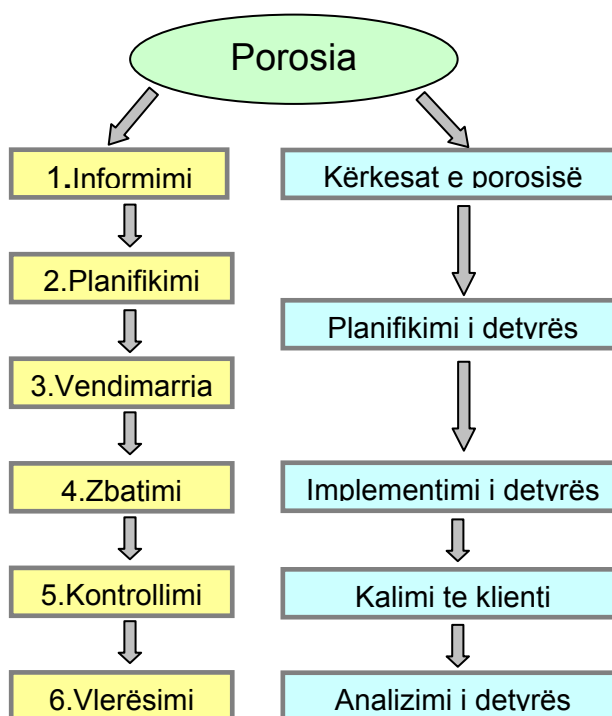 Porosia
1.Informimi
2.Planifikimi
3.Vendimarrja
4.Zbatimi
5.Kontrollimi
6.Vlerësimi
Kërkesat e porosisë
Planifikimi i detyrës
Implementimi i detyrës
Kalimi te klienti
Analizimi i detyrës